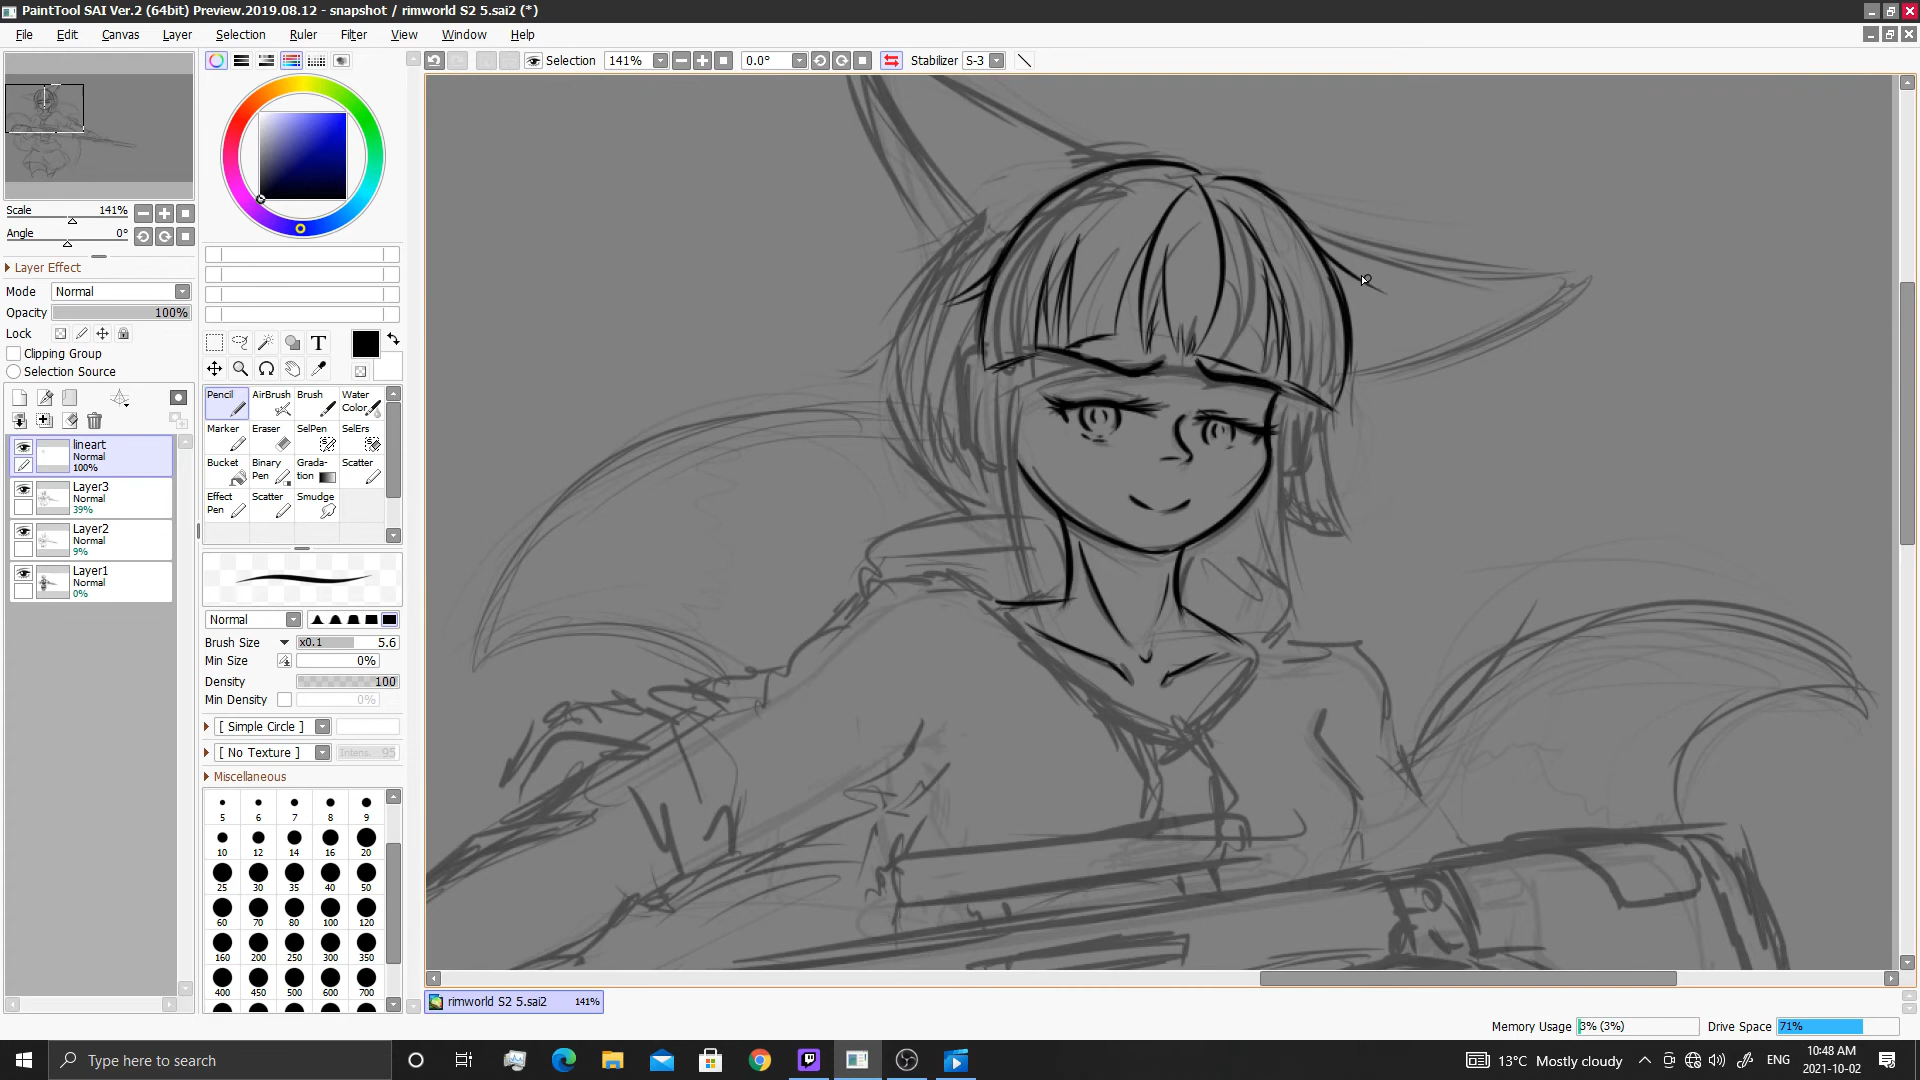 PaintTool SAI Ver.2 (64bit) Preview.2019.08.12 - snapshot / rimworld S2 5.sai2 (*)
File Edit Canvas Layer Selection Ruler Filter View Window Help
Selection 141% 0.0° Stabilizer S-3
Scale 141%
Angle 0°
Layer Effect
Mode Normal
Opacity 100%
Lock
Clipping Group
Selection Source
lineart
Normal
100%
Layer3
Normal
39%
Layer2
Normal
9%
Layer1
Normal
0%
T
Pencil AirBrush Brush Water Color
Marker Eraser SelPen SelErs
Bucket Binary Pen Grada- tion Scatter
Effect Pen Scatter Smudge
Normal
Brush Size x0.1 5.6
Min Size 0%
Density 100
Min Density 0%
[ Simple Circle ]
[ No Texture ] Intens. 95
Miscellaneous
5 6 7 8 9
10 12 14 16 20
25 30 35 40 50
60 70 80 100 120
160 200 250 300 350
400 450 500 600 700
rimworld S2 5.sai2 141%
Memory Usage 3% (3%) Drive Space 71%
Type here to search
13°C Mostly cloudy ENG 10:48 AM
2021-10-02